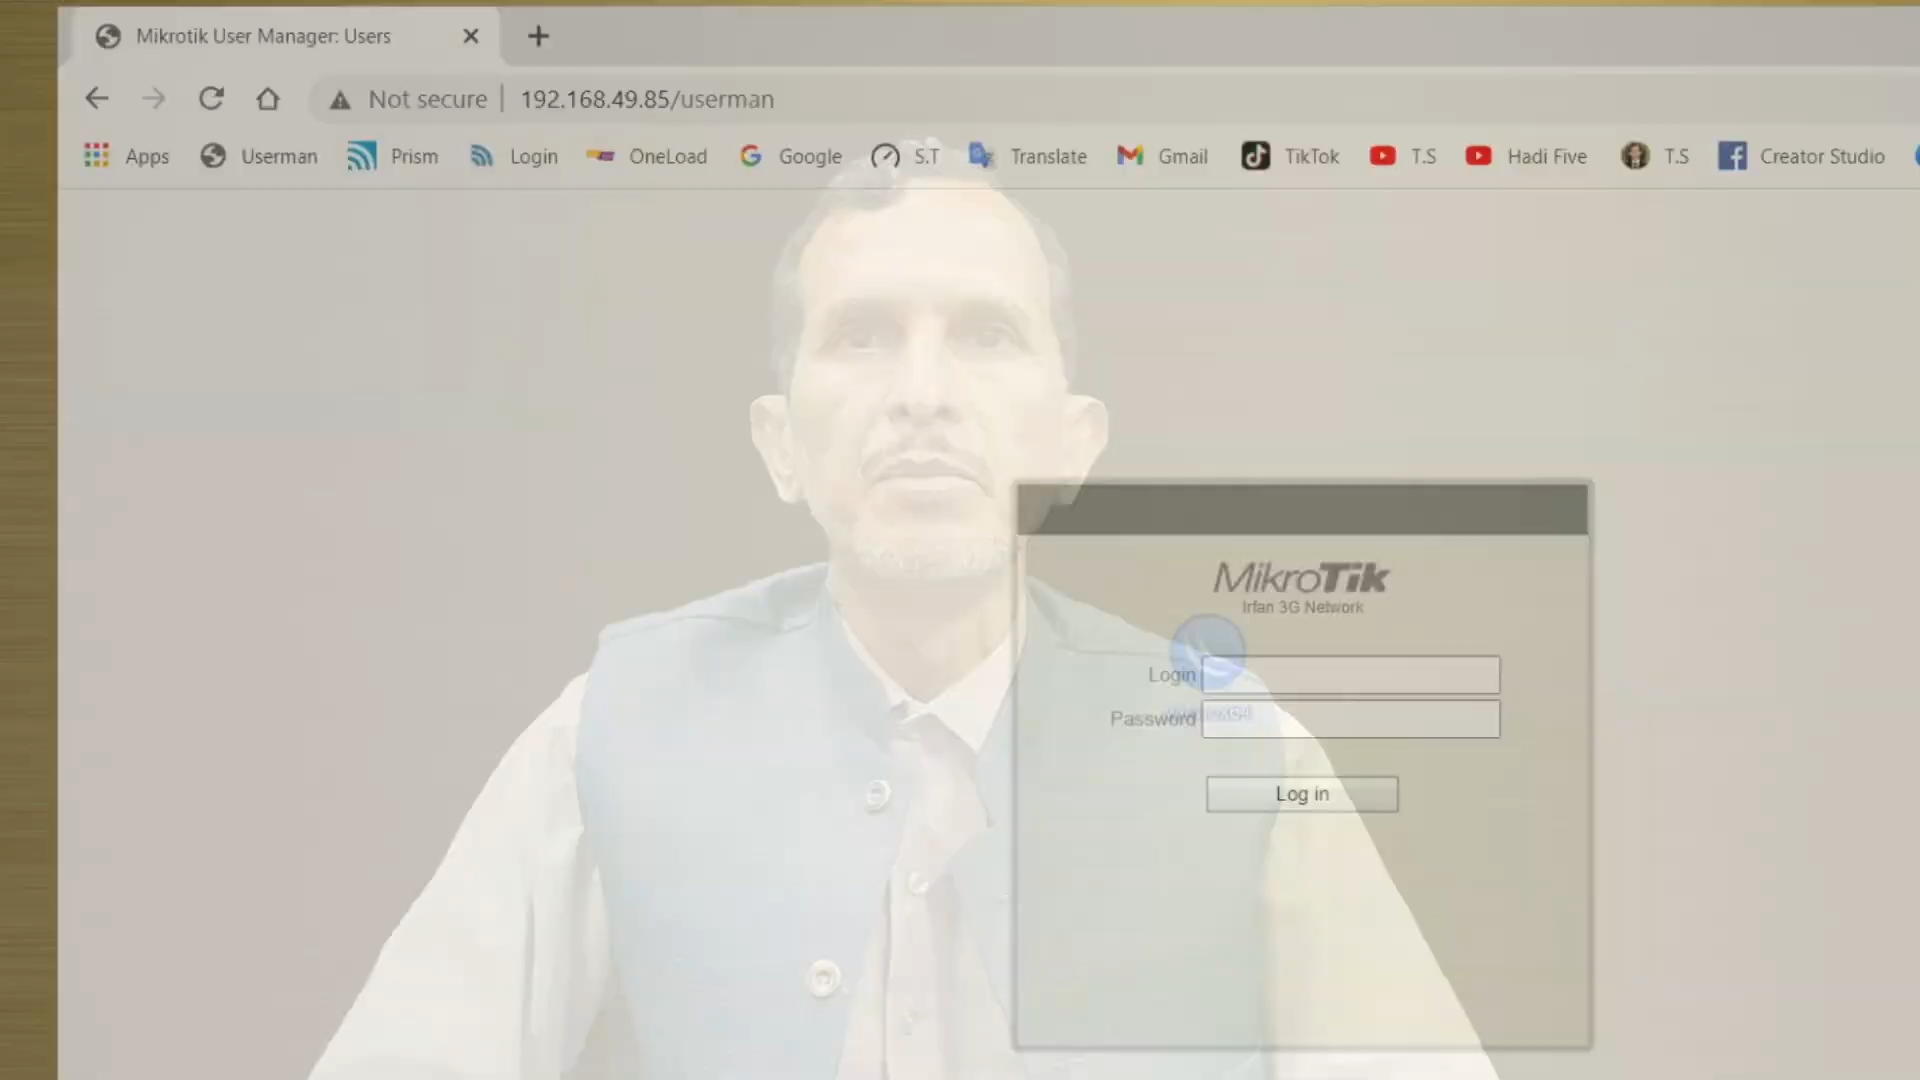 Mikrotik User Manager: Users
Not secure | 192.168.49.85/userman
Apps Userman Prism Login OneLoad Google S.T Translate Gmail TikTok T.S Hadi Five T.S Creator Studio
MikroTik
Irfan 3G Network
Login
Password
Log in